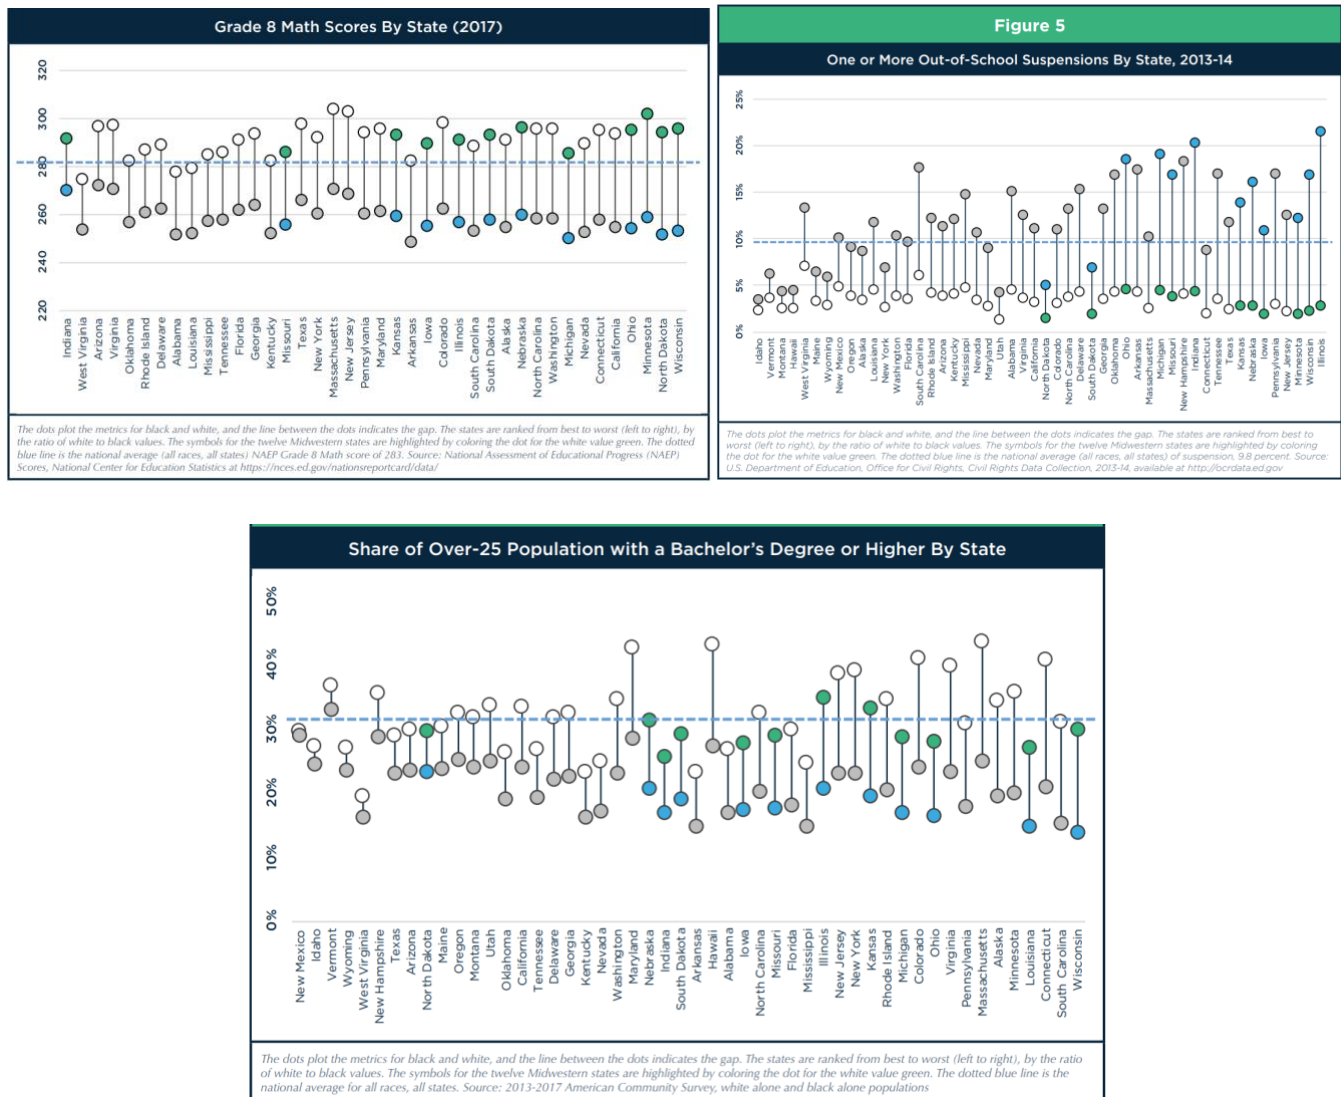 Grade 8 Math Scores By State (2017)
320
300
280
260
240
220
Indiana
West Virginia
Arizona
Virginia
Oklahoma
Rhode Island
Delaware
Alabama
Louisiana
Mississippi
Tennessee
Florida
Georgia
Kentucky
Missouri
Texas
New York
Massachusetts
New Jersey
Pennsylvania
Maryland
Kansas
Arkansas
Iowa
Colorado
Illinois
South Carolina
South Dakota
Alaska
Nebraska
North Carolina
Washington
Michigan
Nevada
Connecticut
California
Ohio
Minnesota
North Dakota
Wisconsin
The dots plot the metrics for black and white, and the line between the dots indicates the gap. The states are ranked from best to worst (left to right), by
the ratio of white to black values. The symbols for the twelve Midwestern states are highlighted by coloring the dot for the white value green. The dotted
blue line is the national average (all races, all states) NAEP Grade 8 Math score of 283. Source: National Assessment of Educational Progress (NAEP)
Scores, National Center for Education Statistics at https://nces.ed.gov/nationsreportcard/data/
Figure 5
One or More Out-of-School Suspensions By State, 2013-14
25%
20%
15%
10%
5%
0%
Idaho
Vermont
Montana
Hawaii
West Virginia
Maine
Wyoming
New Mexico
Oregon
Alaska
Louisiana
New York
Washington
Florida
South Carolina
Rhode Island
Arizona
Kentucky
Mississippi
Nevada
Maryland
Utah
Alabama
Virginia
California
North Dakota
Colorado
North Carolina
Delaware
South Dakota
Georgia
Oklahoma
Ohio
Arkansas
Massachusetts
Michigan
Missouri
New Hampshire
Indiana
Connecticut
Tennessee
Texas
Kansas
Nebraska
Iowa
Pennsylvania
New Jersey
Minnesota
Wisconsin
Illinois
The dots plot the metrics for black and white, and the line between the dots indicates the gap. The states are ranked from best to
worst (left to right), by the ratio of white to black values. The symbols for the twelve Midwestern states are highlighted by coloring
the dot for the white value green. The dotted blue line is the national average (all races, all states) of suspension, 9.8 percent. Source:
U.S. Department of Education, Office for Civil Rights, Civil Rights Data Collection, 2013-14, available at http://ocrdata.ed.gov
Share of Over-25 Population with a Bachelor's Degree or Higher By State
50%
40%
30%
20%
10%
0%
New Mexico
Idaho
Vermont
Wyoming
West Virginia
New Hampshire
Texas
Arizona
North Dakota
Maine
Oregon
Montana
Utah
Oklahoma
California
Tennessee
Delaware
Georgia
Kentucky
Nevada
Washington
Maryland
Nebraska
Indiana
South Dakota
Arkansas
Hawaii
Alabama
Iowa
North Carolina
Missouri
Florida
Mississippi
Illinois
New Jersey
New York
Kansas
Rhode Island
Michigan
Colorado
Ohio
Virginia
Pennsylvania
Massachusetts
Alaska
Minnesota
Louisiana
Connecticut
South Carolina
Wisconsin
The dots plot the metrics for black and white, and the line between the dots indicates the gap. The states are ranked from best to worst (left to right), by the ratio
of white to black values. The symbols for the twelve Midwestern states are highlighted by coloring the dot for the white value green. The dotted blue line is the
national average for all races, all states. Source: 2013-2017 American Community Survey, white alone and black alone populations